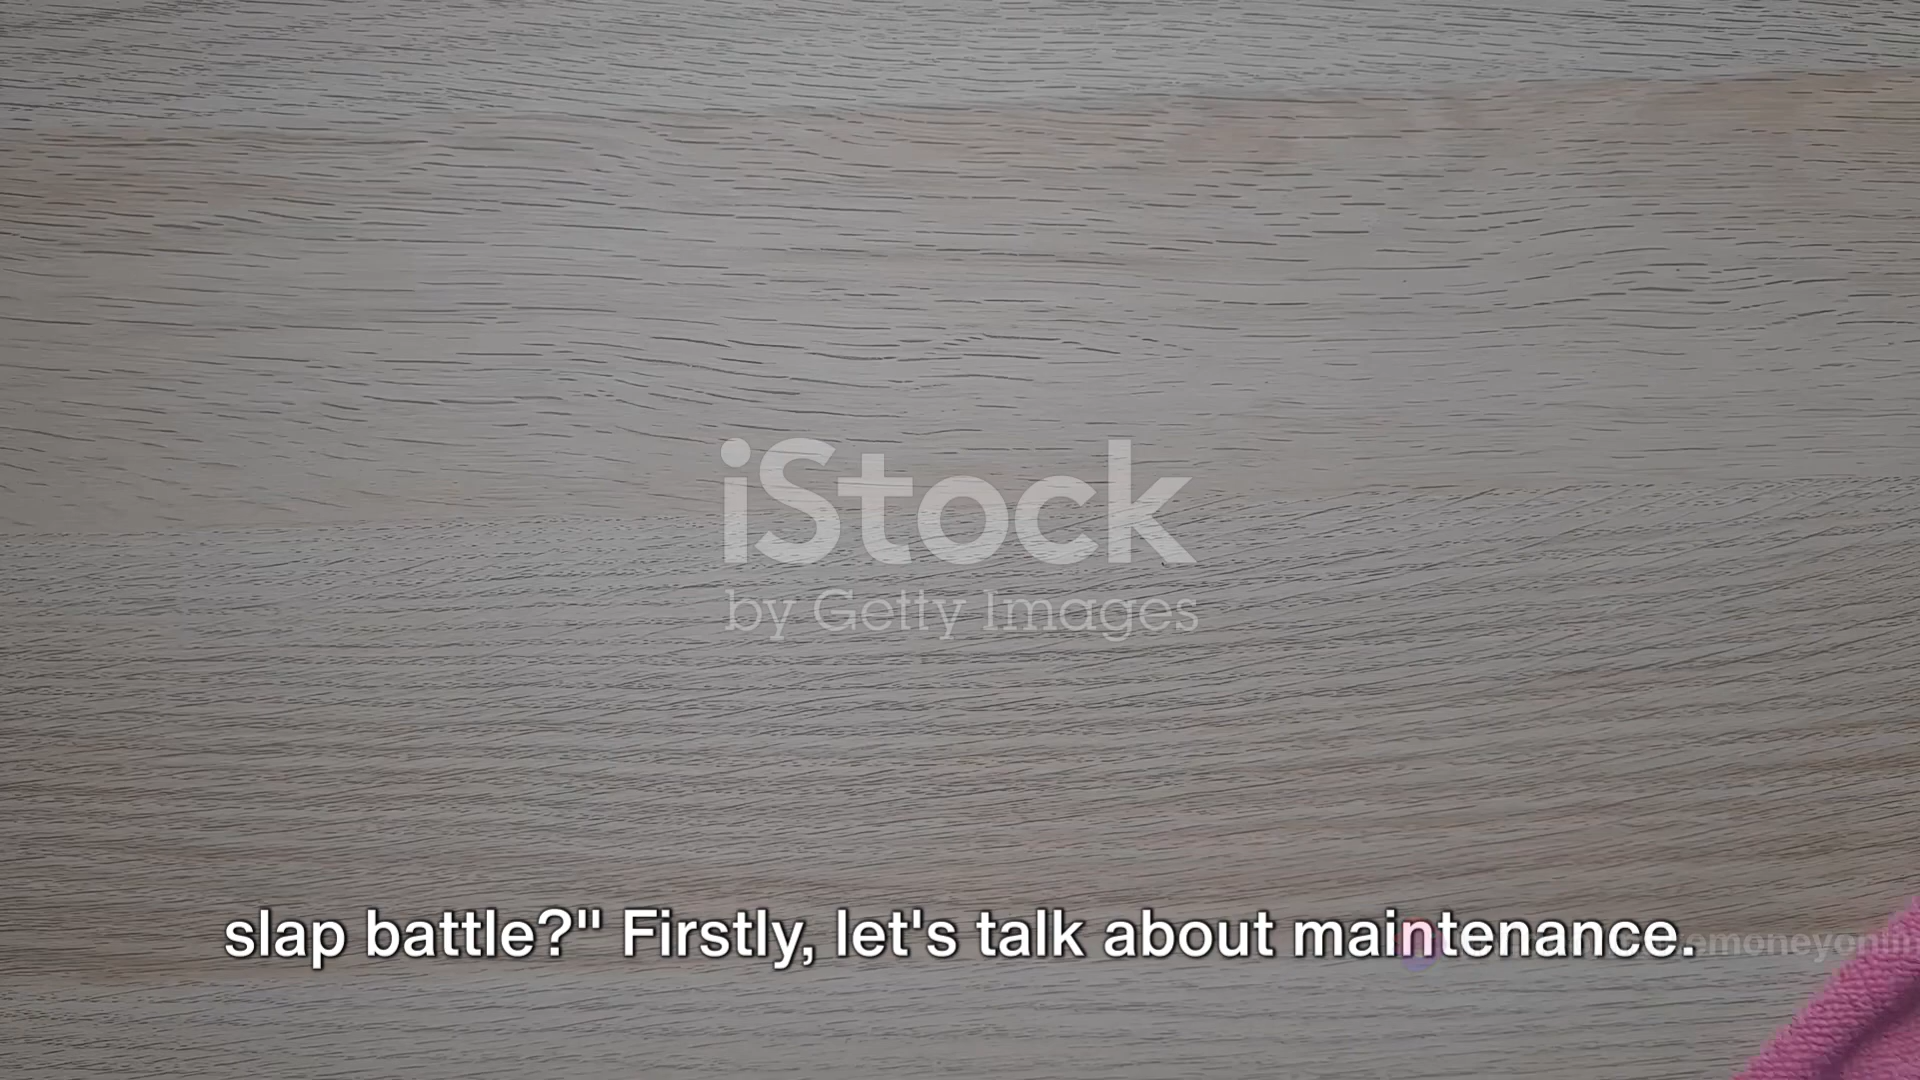 iStock
by Getty Images
slap battle?" Firstly, let's talk about maintenance.